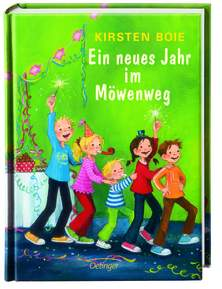 KIRSTEN BOIE
Ein neues Jahr
im
Möwenweg
Oetinger